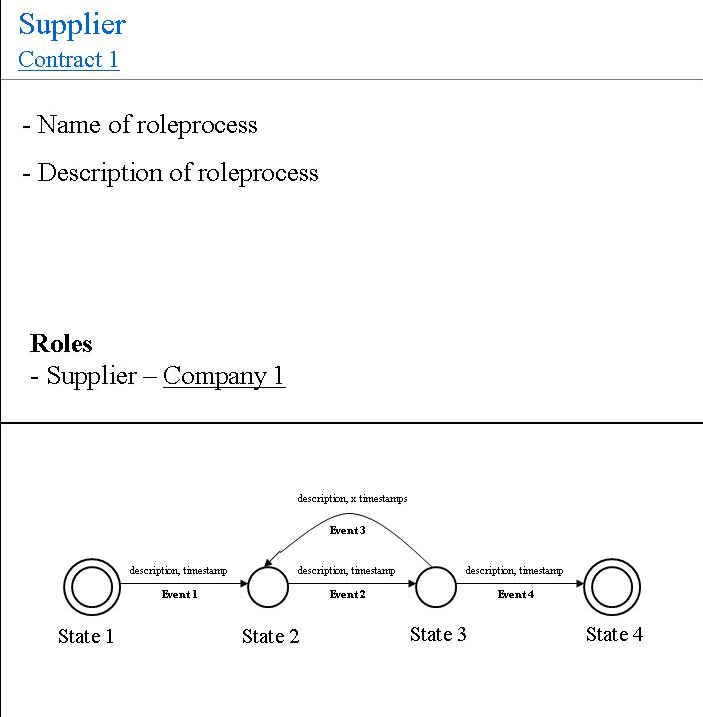 Supplier
Contract 1
- Name of roleprocess
- Description of roleprocess
Roles
- Supplier – Company 1
description, x timestamps
Event 3
description, timestamp
Event 1
description, timestamp
Event 2
description, timestamp
Event 4
State 1
State 2
State 3
State 4